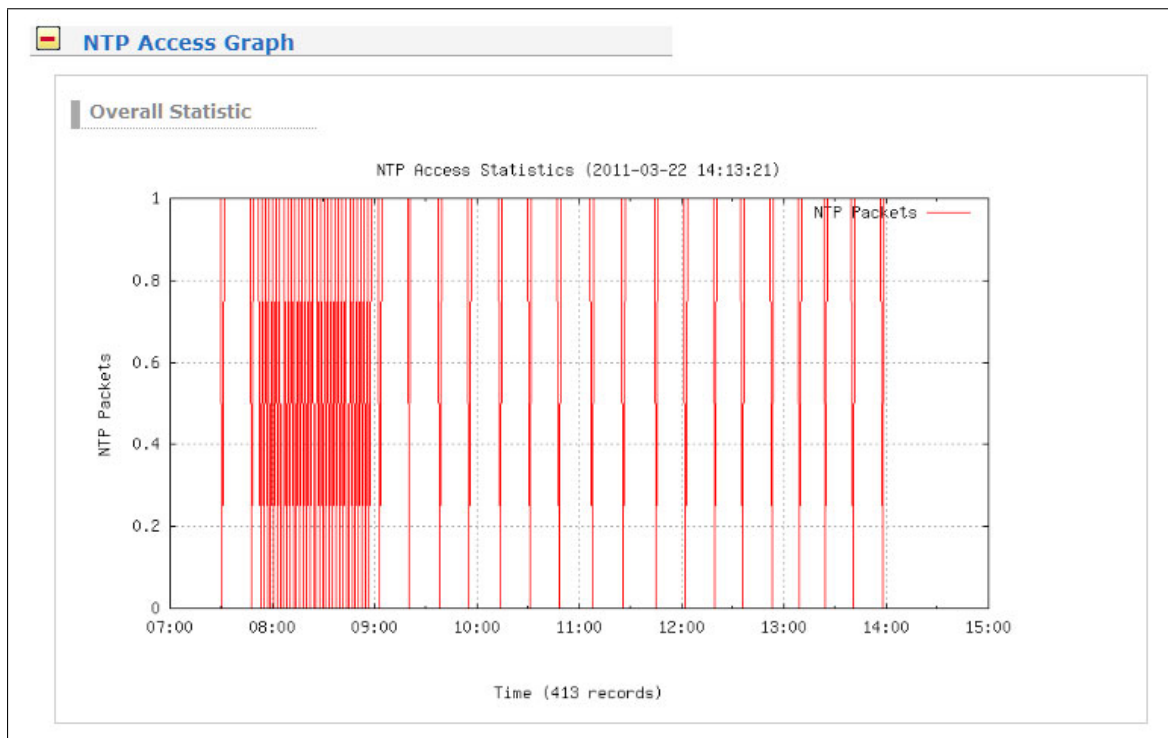 NTP Access Graph
Overall Statistic
NTP Access Statistics (2011-03-22 14:13:21)
NTP Packets
1
0.8
0.6
0.4
0.2
0
NTP Packets
07:00 08:00 09:00 10:00 11:00 12:00 13:00 14:00 15:00
Time (413 records)